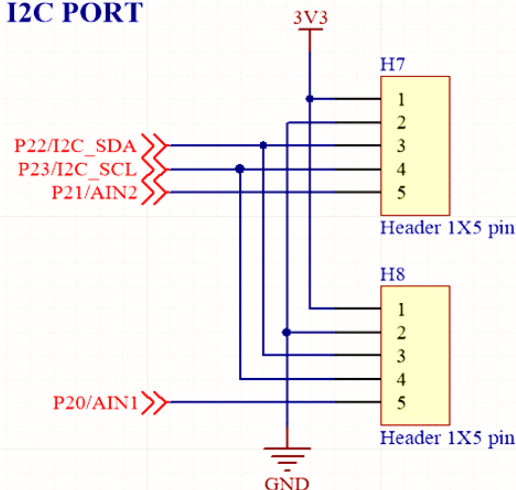 I2C PORT
3V3
H7
1
2
P22/I2C_SDA
3
P23/I2C_SCL
4
P21/AIN2
5
Header 1X5 pin
H8
1
2
3
4
P20/AIN1
5
Header 1X5 pin
GND